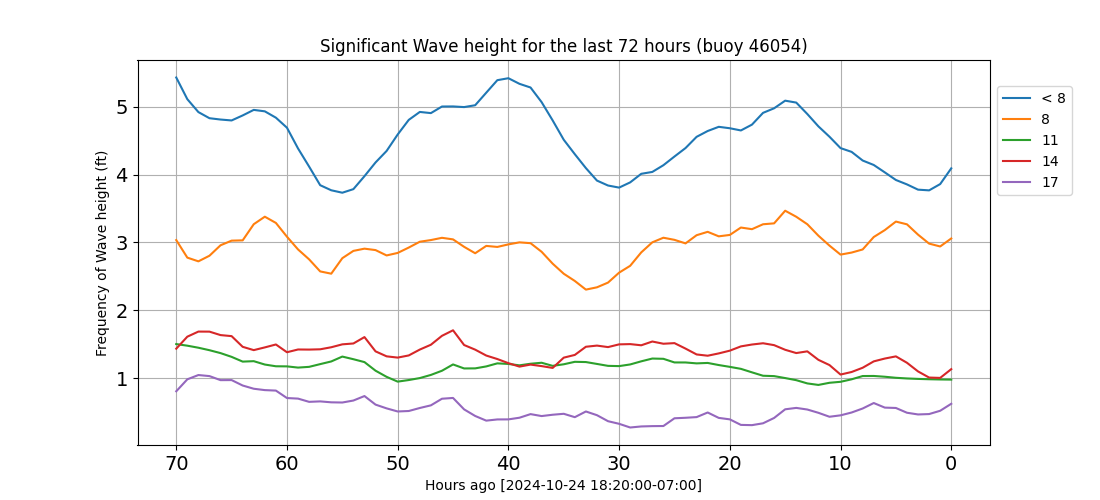 Significant Wave height for the last 72 hours (buoy 46054)
Frequency of Wave height (ft)
5
4
3
2
1
70 60 50 40 30 20 10 0
Hours ago [2024-10-24 18:20:00-07:00]
< 8
8
11
14
17